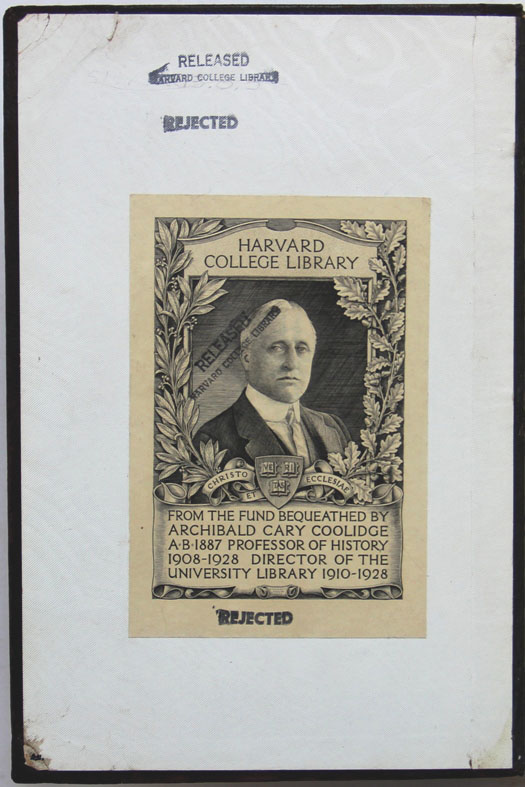 RELEASED
HARVARD COLLEGE LIBRARY
REJECTED
HARVARD
COLLEGE LIBRARY
RELEASED
HARVARD COLLEGE LIBRARY
VE RI
TAS
CHRISTO ET ECCLESIAE
FROM THE FUND BEQUEATHED BY
ARCHIBALD CARY COOLIDGE
A·B·1887 PROFESSOR OF HISTORY
1908-1928 DIRECTOR OF THE
UNIVERSITY LIBRARY 1910-1928
REJECTED